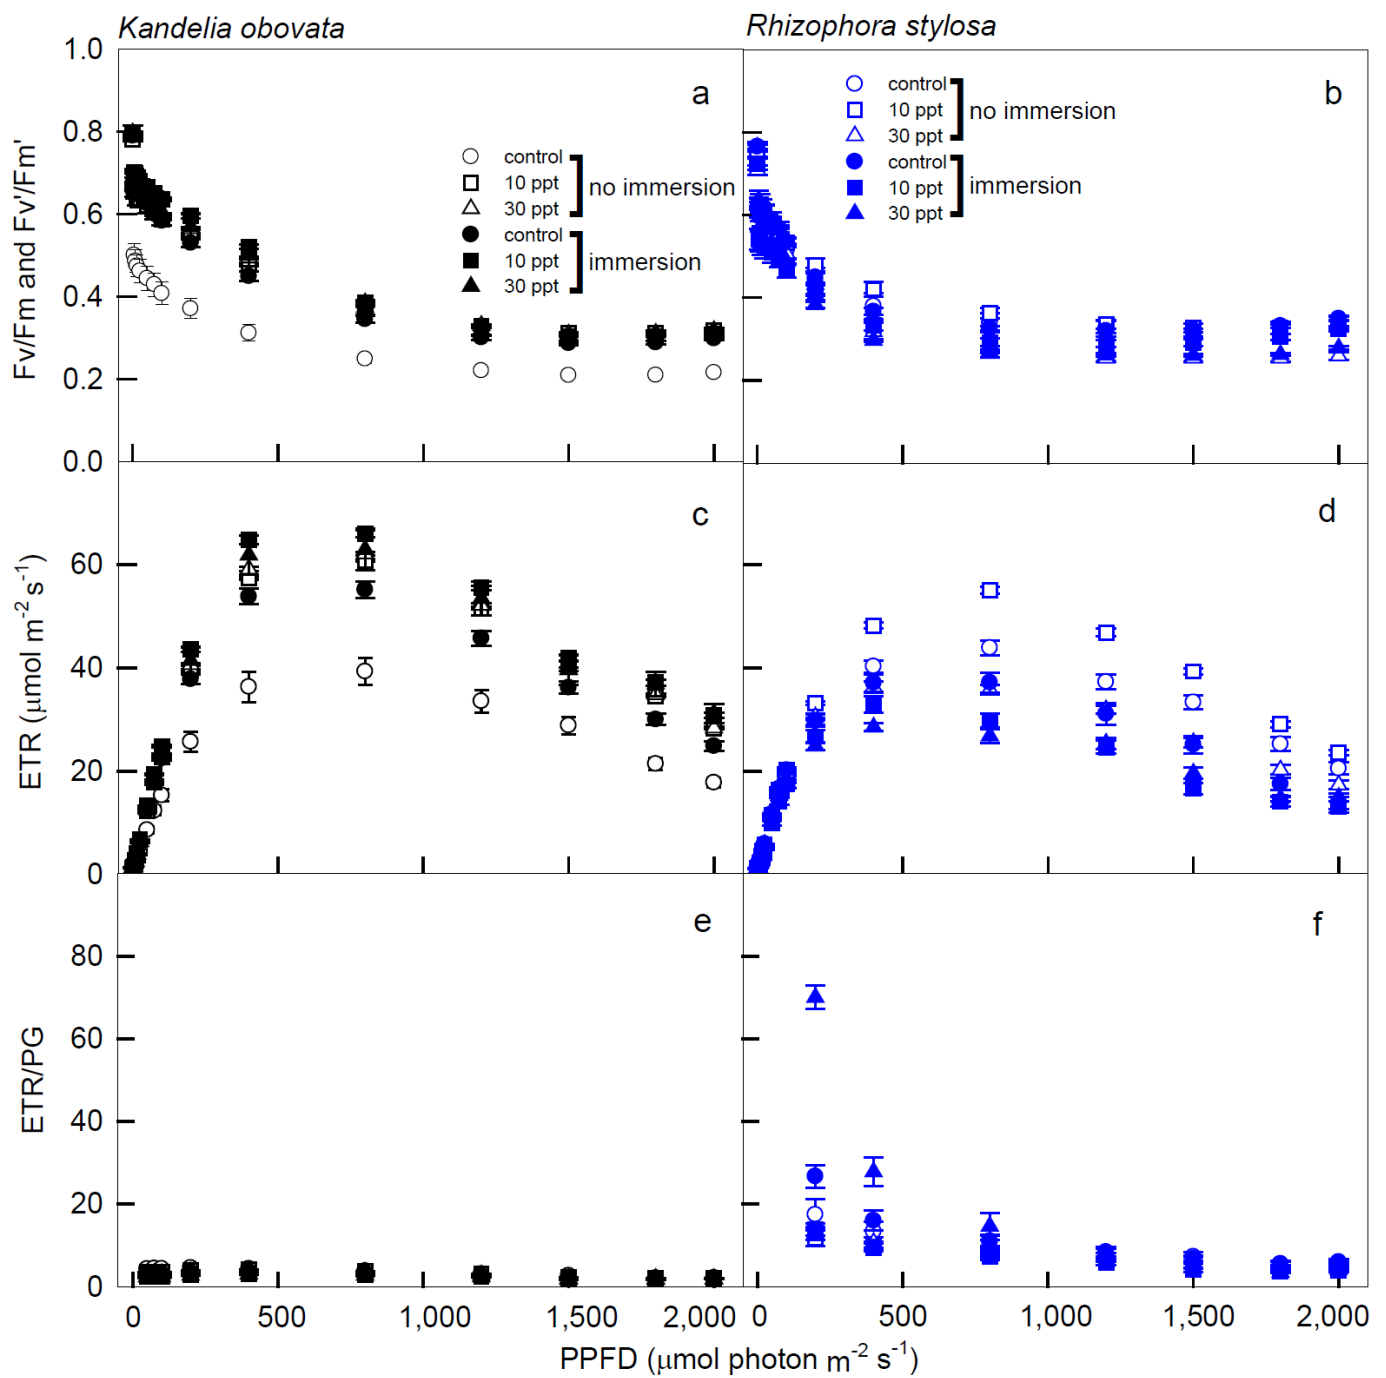 Kandelia obovata
Rhizophora stylosa
1.0
0.8
0.6
0.4
0.2
0.0
Fv/Fm and Fv'/Fm'
a
control
10 ppt
30 ppt
no immersion
control
10 ppt
30 ppt
immersion
b
control
10 ppt
30 ppt
no immersion
control
10 ppt
30 ppt
immersion
60
40
20
0
ETR (μmol m-2 s-1)
c
d
80
60
40
20
0
ETR/PG
e
f
0 500 1,000 1,500 2,000
0 500 1,000 1,500 2,000
PPFD (μmol photon m-2 s-1)